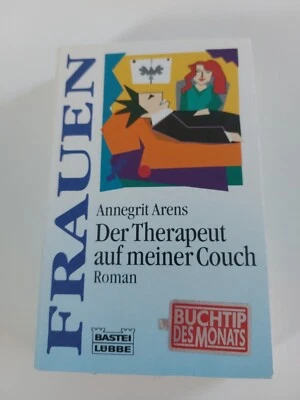 FRAUEN
Annegrit Arens
Der Therapeut
auf meiner Couch
Roman
BASTEI
LÜBBE
BUCHTIP
DES MONATS